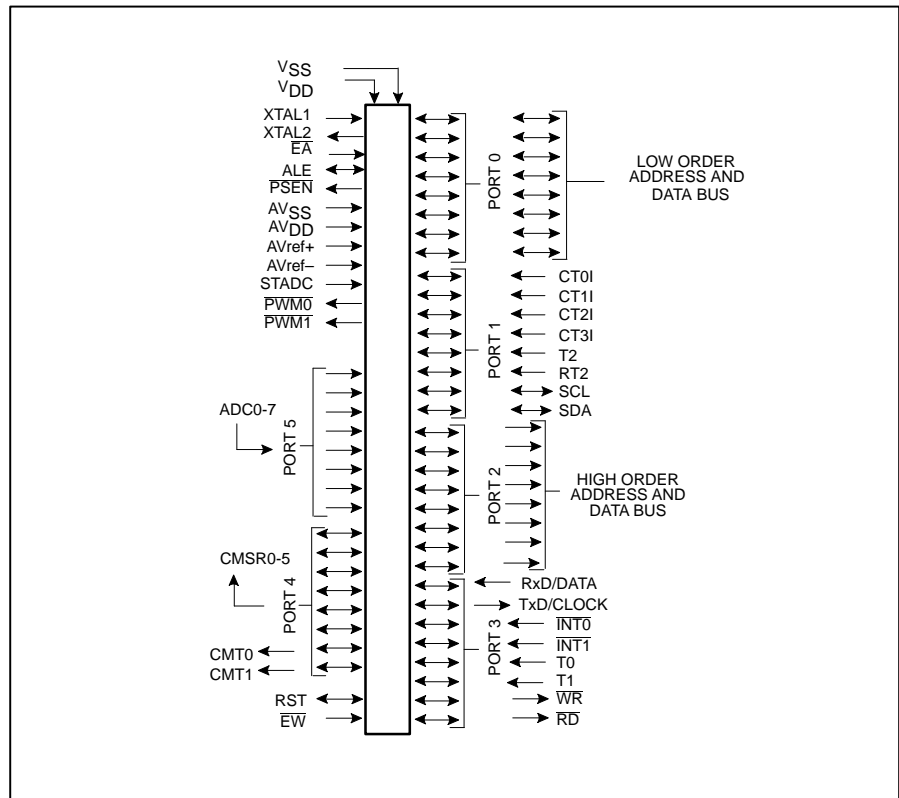 VSS
VDD
XTAL1
XTAL2
EA
ALE
PSEN
AVSS
AVDD
AVref+
AVref–
STADC
PWM0
PWM1
ADC0-7
PORT 5
CMSR0-5
PORT 4
CMT0
CMT1
RST
EW
PORT 0
LOW ORDER
ADDRESS AND
DATA BUS
PORT 1
CT0I
CT1I
CT2I
CT3I
T2
RT2
SCL
SDA
PORT 2
HIGH ORDER
ADDRESS AND
DATA BUS
PORT 3
RxD/DATA
TxD/CLOCK
INT0
INT1
T0
T1
WR
RD